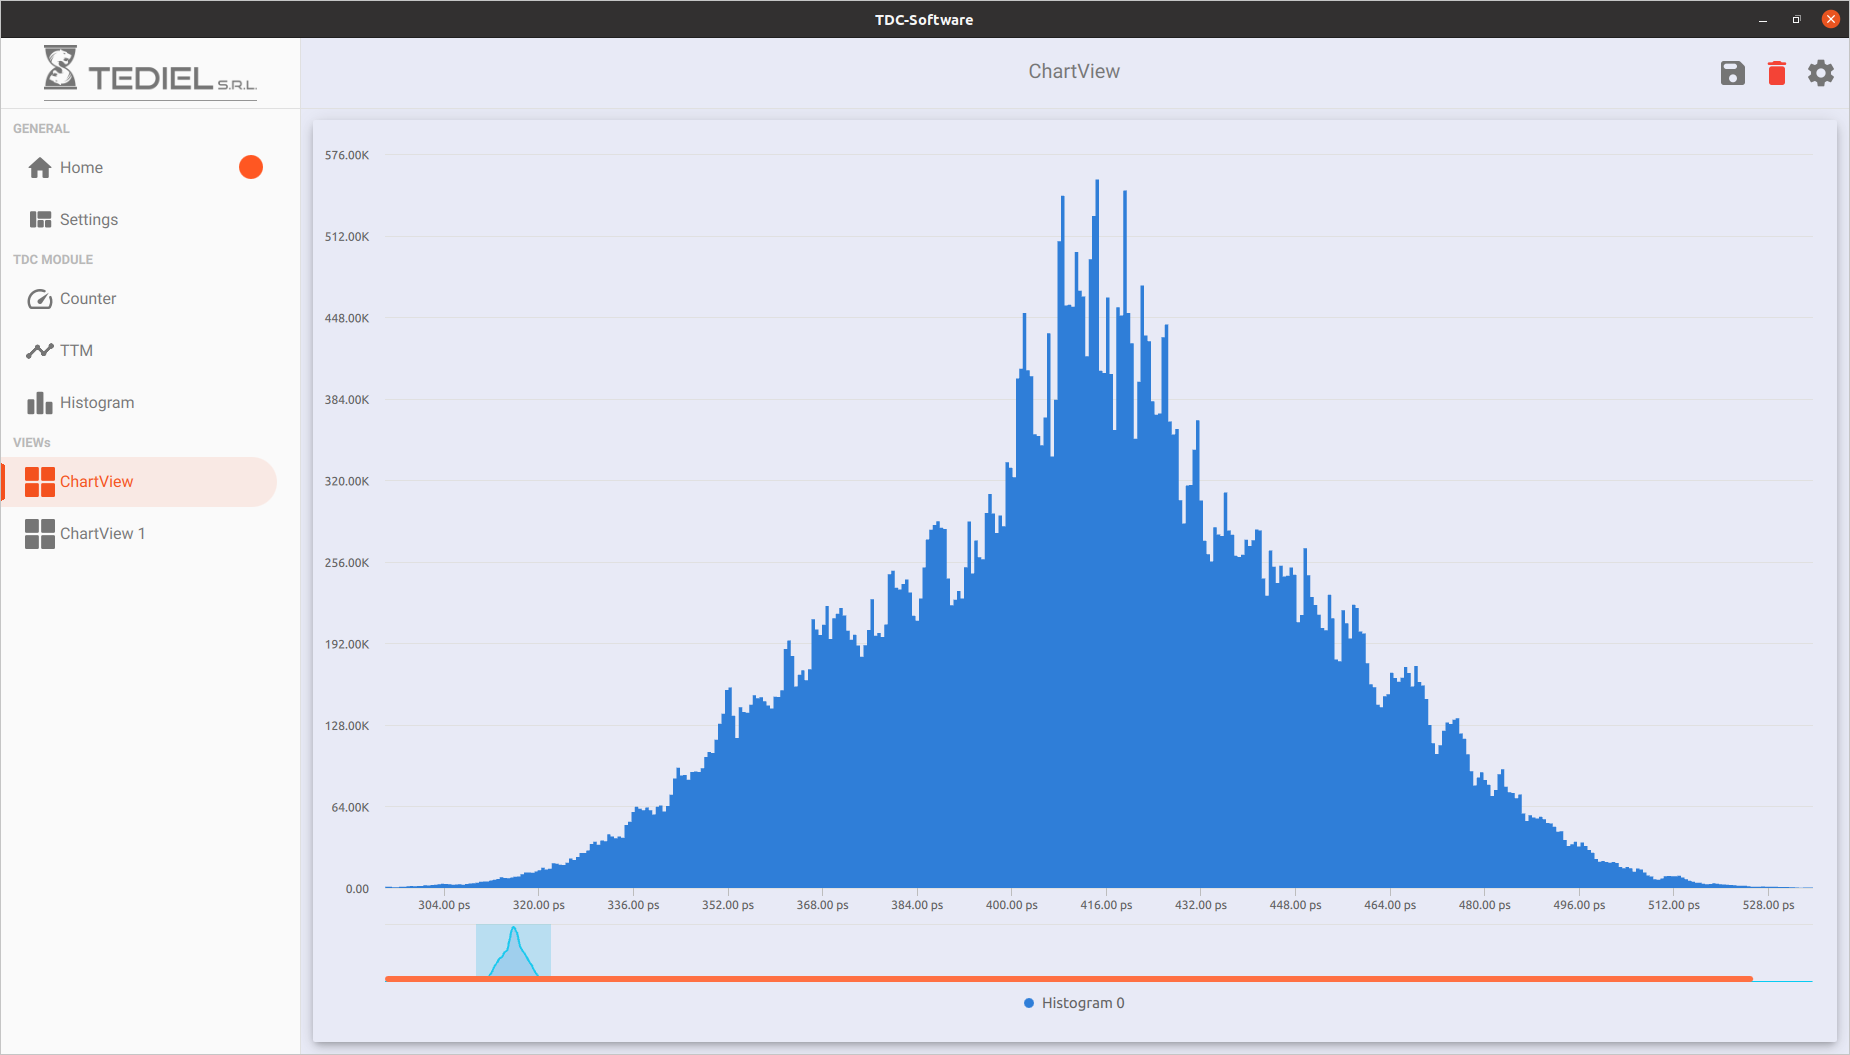 TDC-Software
TEDIEL S.R.L.
ChartView
GENERAL
Home
Settings
TDC MODULE
Counter
TTM
Histogram
VIEWs
ChartView
ChartView 1
576.00K
512.00K
448.00K
384.00K
320.00K
256.00K
192.00K
128.00K
64.00K
0.00
304.00 ps 320.00 ps 336.00 ps 352.00 ps 368.00 ps 384.00 ps 400.00 ps 416.00 ps 432.00 ps 448.00 ps 464.00 ps 480.00 ps 496.00 ps 512.00 ps 528.00 ps
Histogram 0